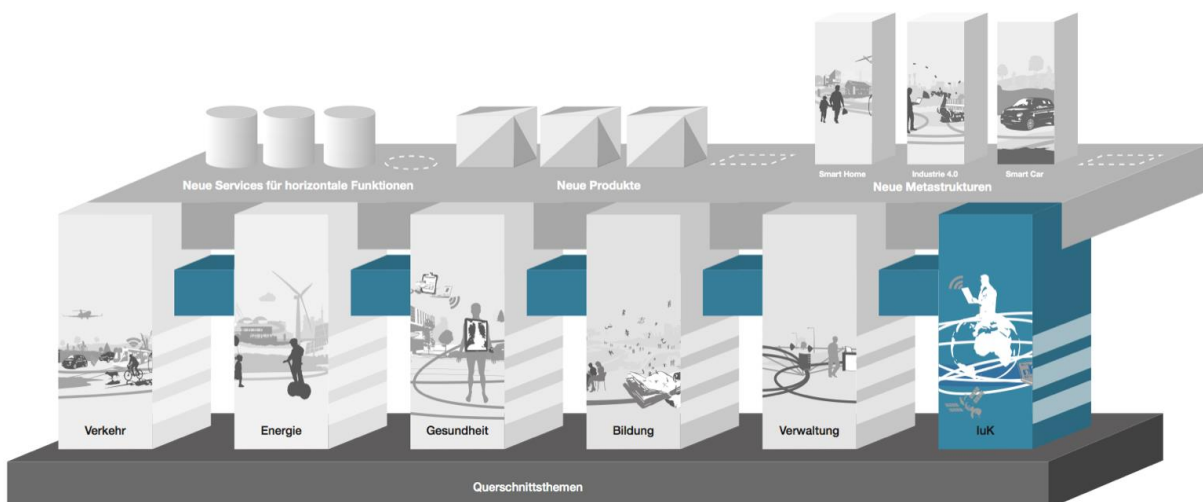 Smart Home
Industrie 4.0
Smart Car
Neue Services für horizontale Funktionen
Neue Produkte
Neue Metastrukturen
Verkehr
Energie
Gesundheit
Bildung
Verwaltung
IuK
Querschnittsthemen